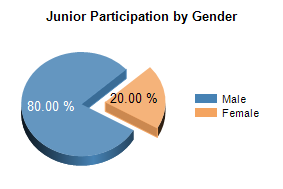 Junior Participation by Gender
80.00 %
20.00 %
Male
Female